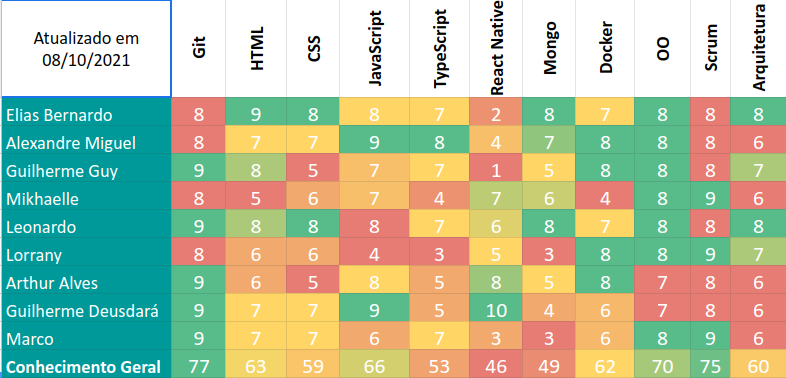 Atualizado em
08/10/2021
Git HTML CSS JavaScript TypeScript React Native Mongo Docker OO Scrum Arquitetura
Elias Bernardo 8 9 8 8 7 2 8 7 8 8 8
Alexandre Miguel 8 7 7 9 8 4 7 8 8 8 6
Guilherme Guy 9 8 5 7 7 1 5 8 8 8 7
Mikhaelle 8 5 6 7 4 7 6 4 8 9 6
Leonardo 9 8 8 8 7 6 8 7 8 8 8
Lorrany 8 6 6 4 3 5 3 8 8 9 7
Arthur Alves 9 6 5 8 5 8 5 8 7 8 6
Guilherme Deusdará 9 7 7 9 5 10 4 6 7 8 6
Marco 9 7 7 6 7 3 3 6 8 9 6
Conhecimento Geral 77 63 59 66 53 46 49 62 70 75 60